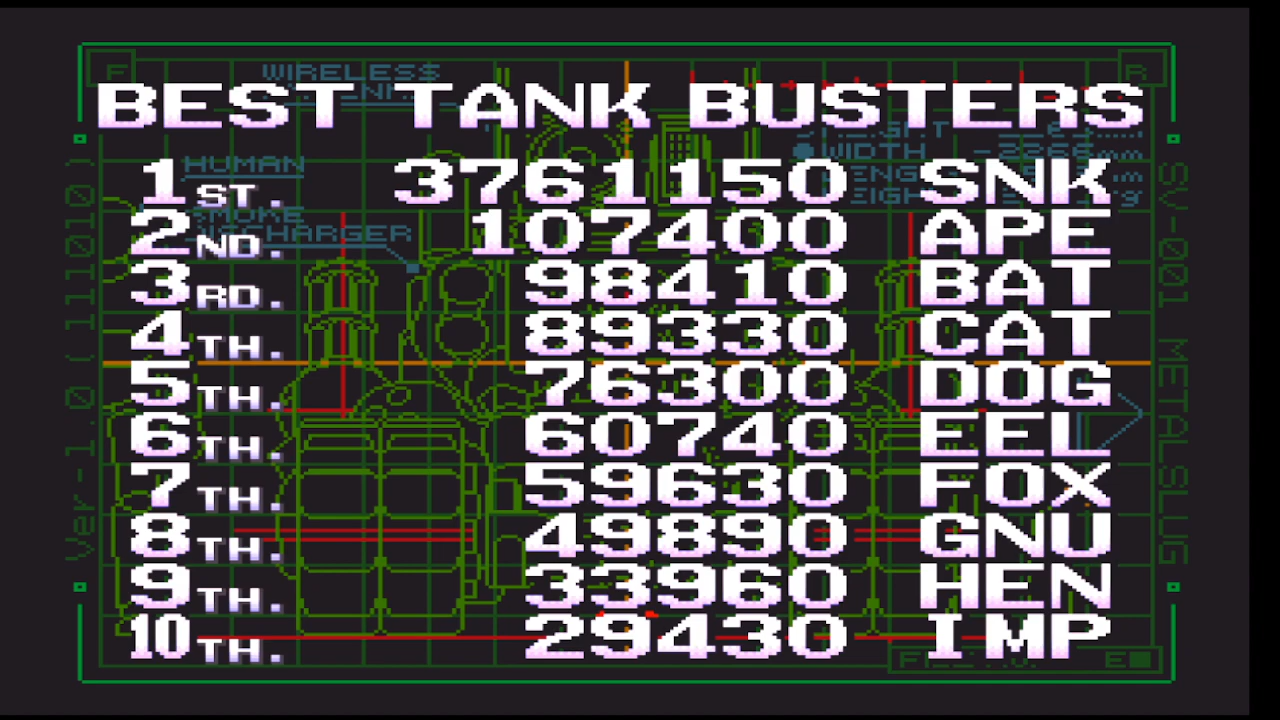 F
R
WIRELESS
BEST TANK BUSTERS
WIDTH
HUMAN
1ST. 3761150 SNK
2ND. 107400 APE
3RD. 98410 BAT
4TH. 89330 CAT
5TH. 76300 DOG
6TH. 60740 EEL
7TH. 59630 FOX
8TH. 49890 GNU
9TH. 33960 HEN
10TH. 29430 IMP
Ver-1.0 (111010)
SV-001 METALSLUG